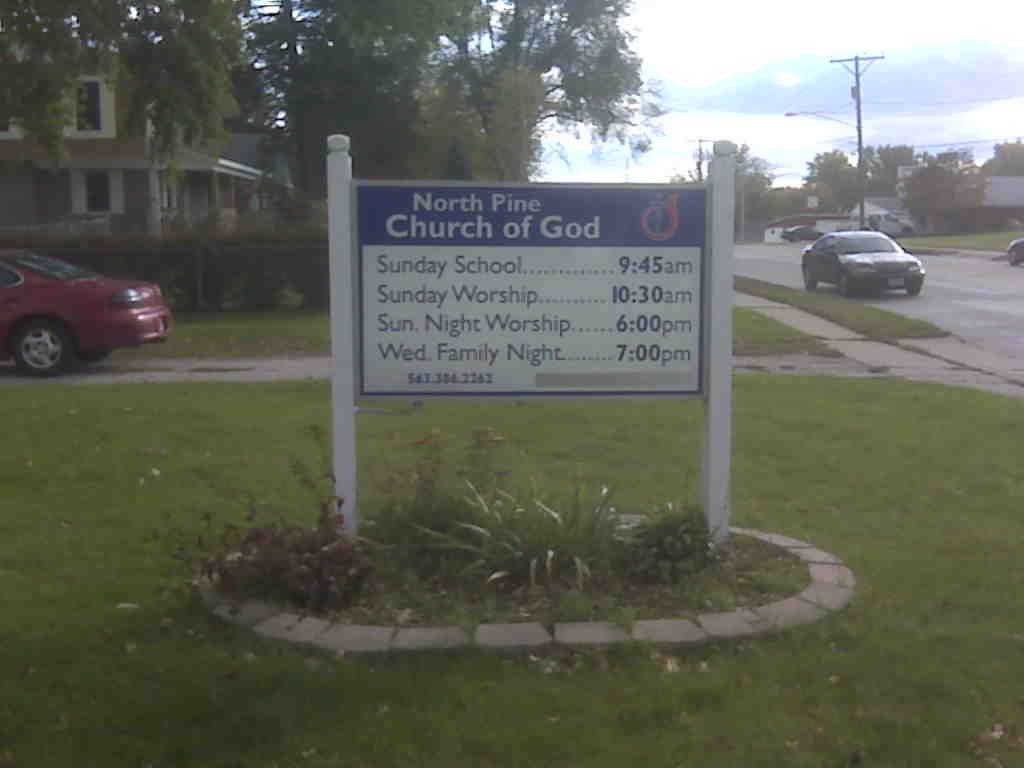 North Pine
Church of God
Sunday School............. 9:45am
Sunday Worship.......... 10:30am
Sun. Night Worship...... 6:00pm
Wed. Family Night........ 7:00pm
563.386.2262